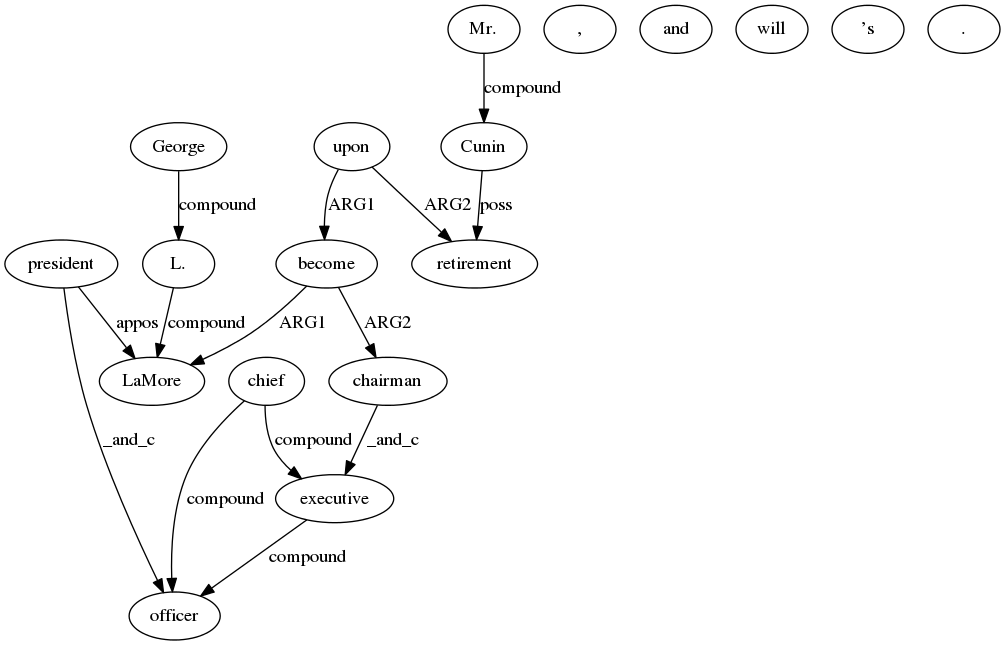 Mr. , and will ’s .
compound
George upon Cunin
compound ARG1 ARG2 poss
president L. become retirement
appos compound ARG1 ARG2
LaMore chief chairman
_and_c compound _and_c
compound executive
compound
officer